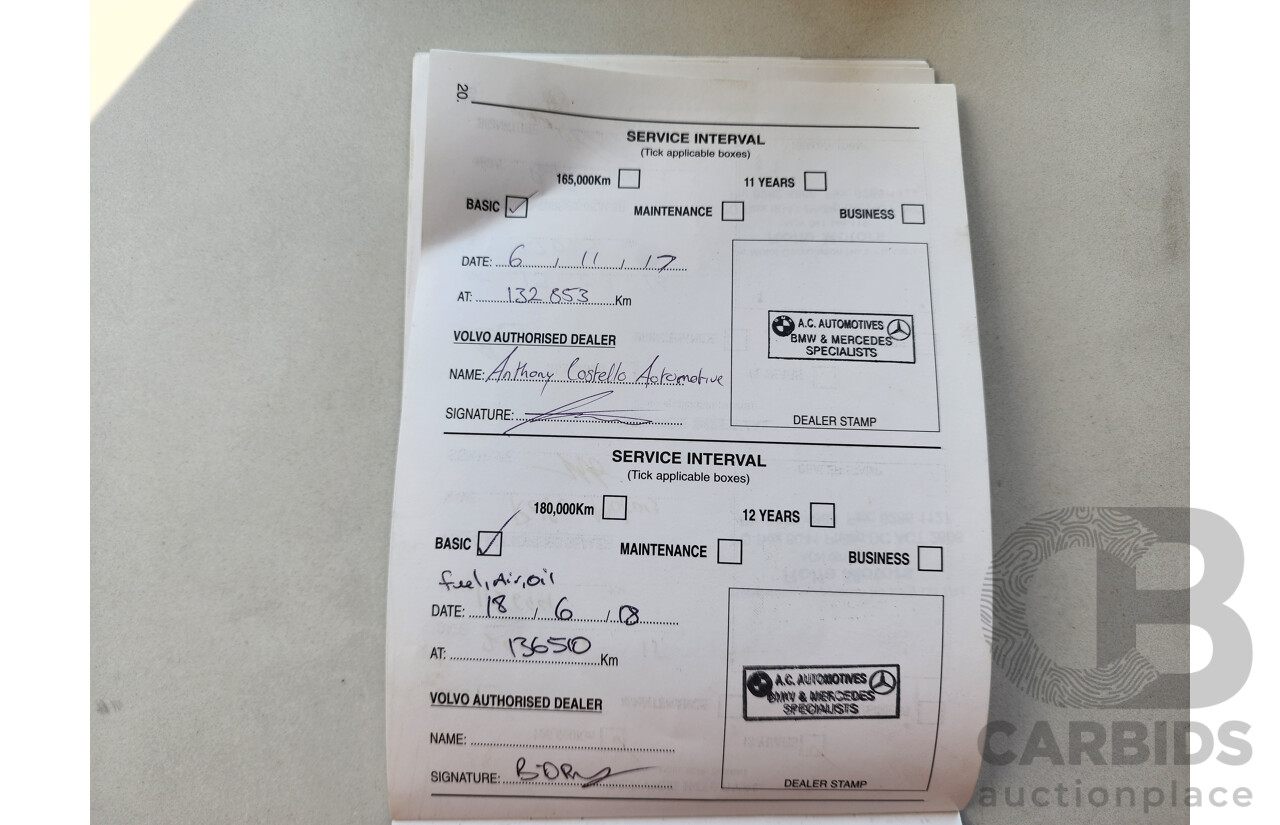 20.
SERVICE INTERVAL
(Tick applicable boxes)
165,000Km 11 YEARS
BASIC MAINTENANCE BUSINESS
DATE: 6 / 11 / 17
AT: 132 853 Km
VOLVO AUTHORISED DEALER
NAME: Anthony Costello Automotive
SIGNATURE:
A.C. AUTOMOTIVES
BMW & MERCEDES
SPECIALISTS
DEALER STAMP
SERVICE INTERVAL
(Tick applicable boxes)
180,000Km 12 YEARS
BASIC MAINTENANCE BUSINESS
fuel, Air, oil
DATE: 18 / 6 / 18
AT: 136510 Km
VOLVO AUTHORISED DEALER
NAME:
SIGNATURE:
A.C. AUTOMOTIVES
BMW & MERCEDES
SPECIALISTS
DEALER STAMP
CARBIDS
auctionplace